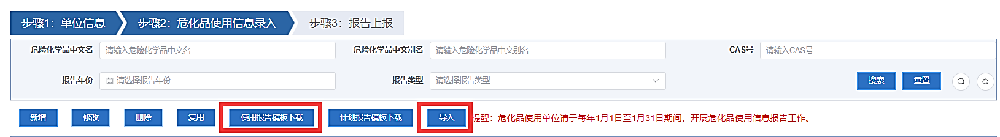 步骤1：单位信息 步骤2：危化品使用信息录入 步骤3：报告上报
危险化学品中文名 请输入危险化学品中文名 危险化学品中文别名 请输入危险化学品中文别名 CAS号 请输入CAS号
报告年份 请选择报告年份 报告类型 请选择报告类型 搜索 重置
新增 修改 删除 复用 使用报告模板下载 计划报告模板下载 导入 提醒：危化品使用单位请于每年1月1日至1月31日期间，开展危化品使用信息报告工作。